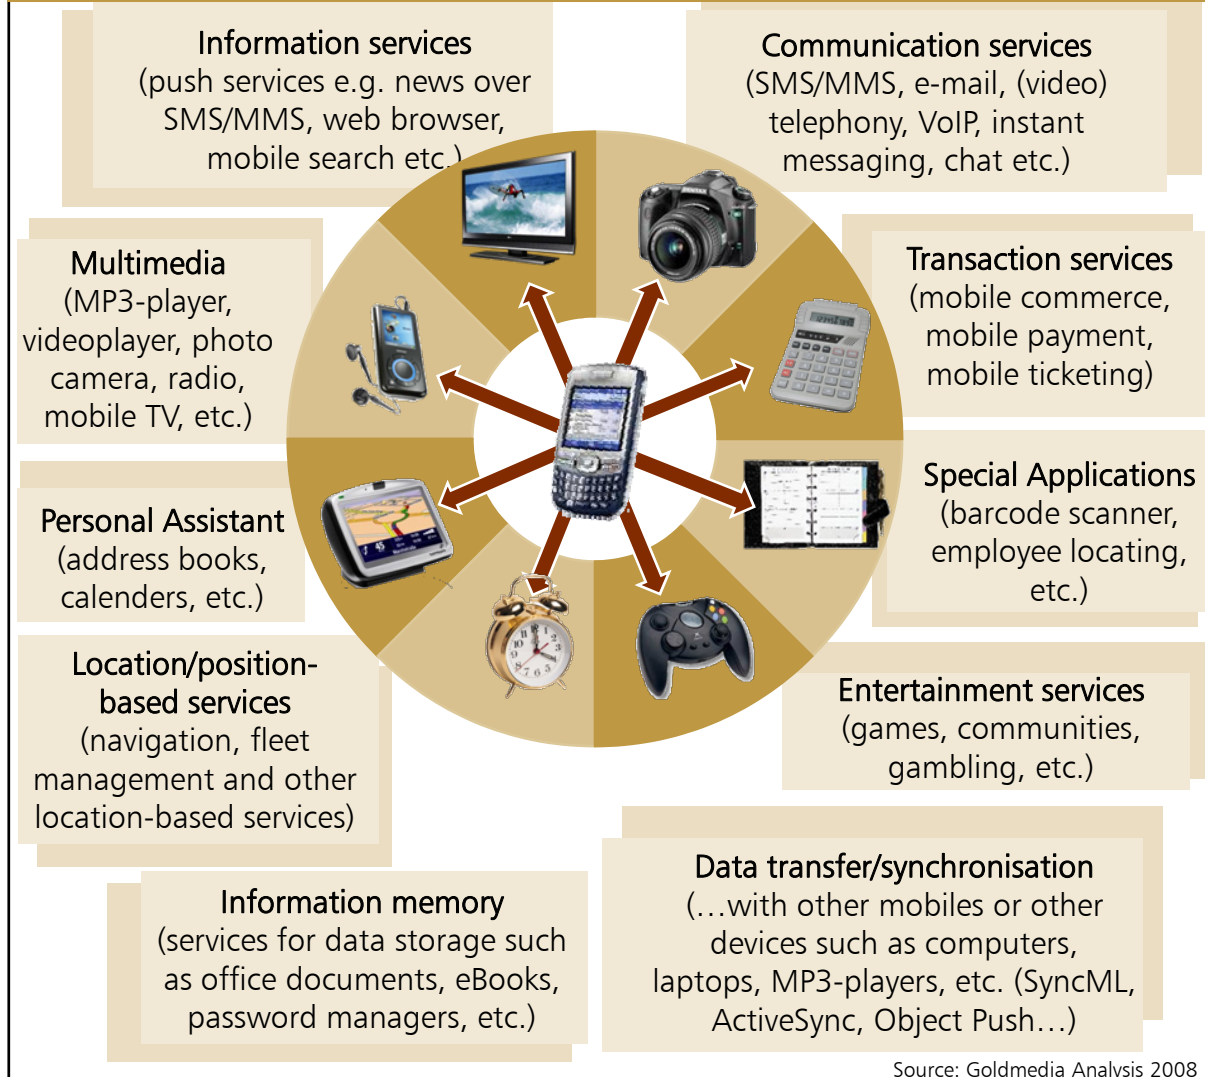 Information services
(push services e.g. news over
SMS/MMS, web browser,
mobile search etc.)
Communication services
(SMS/MMS, e-mail, (video)
telephony, VoIP, instant
messaging, chat etc.)
Multimedia
(MP3-player,
videoplayer, photo
camera, radio,
mobile TV, etc.)
Transaction services
(mobile commerce,
mobile payment,
mobile ticketing)
Personal Assistant
(address books,
calenders, etc.)
Special Applications
(barcode scanner,
employee locating,
etc.)
Location/position-
based services
(navigation, fleet
management and other
location-based services)
Entertainment services
(games, communities,
gambling, etc.)
Information memory
(services for data storage such
as office documents, eBooks,
password managers, etc.)
Data transfer/synchronisation
(…with other mobiles or other
devices such as computers,
laptops, MP3-players, etc. (SyncML,
ActiveSync, Object Push…)
Source: Goldmedia Analysis 2008